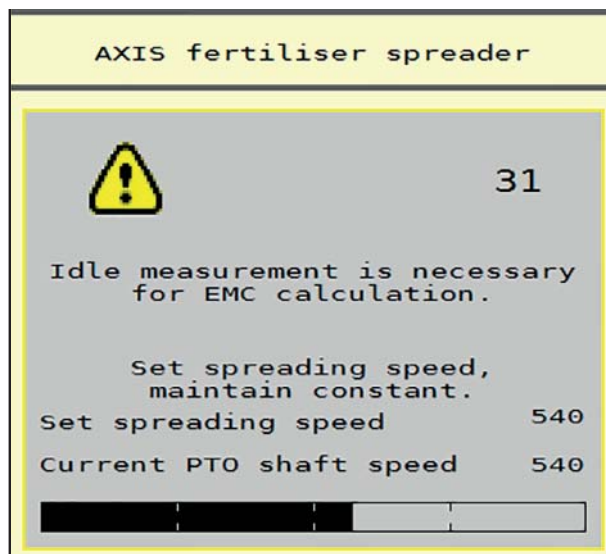 AXIS fertiliser spreader
31
Idle measurement is necessary
for EMC calculation.
Set spreading speed,
maintain constant.
Set spreading speed 540
Current PTO shaft speed 540